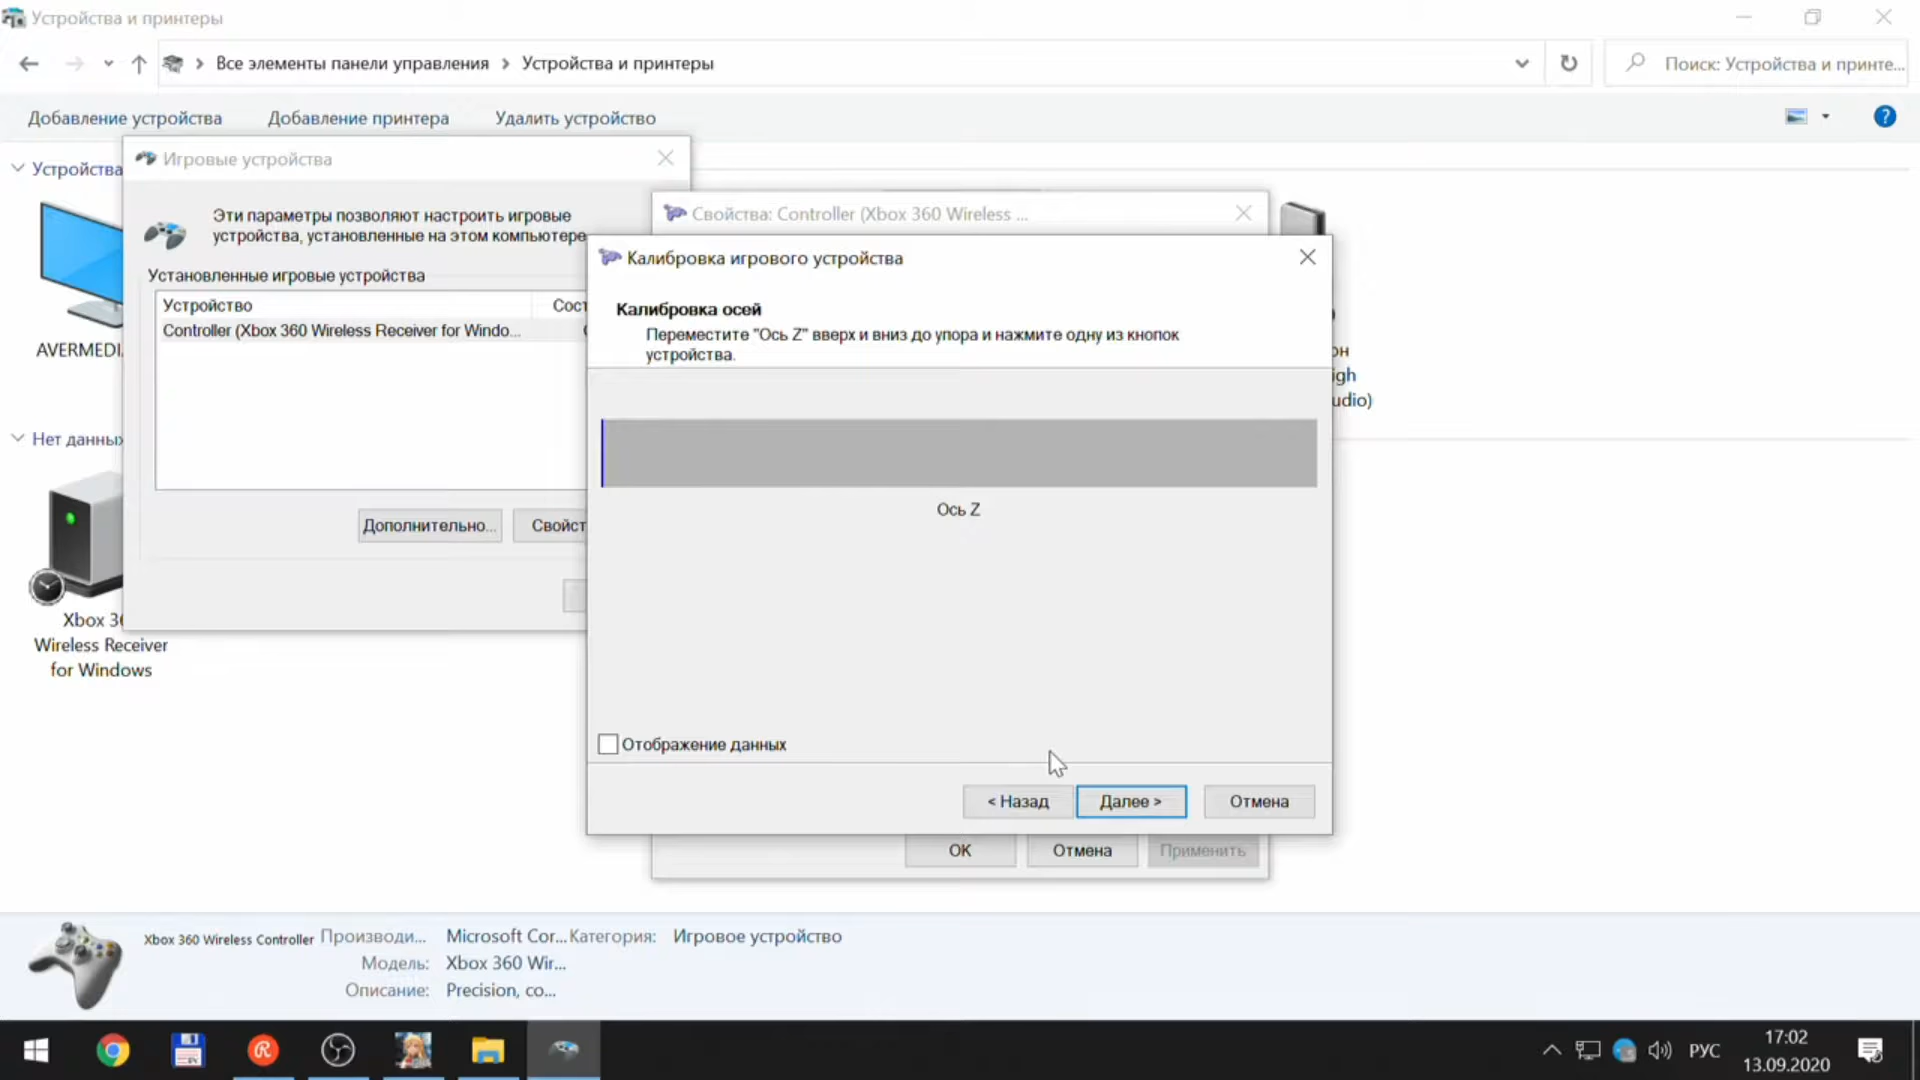 Устройства и принтеры
Все элементы панели управления
Устройства и принтеры
Поиск: Устройства и принте...
Добавление устройства
Добавление принтера
Удалить устройство
Игровые устройства
Устройства
Эти параметры позволяют настроить игровые
устройства, установленные на этом компьютере
Установленные игровые устройства
Устройство
Сост
Controller (Xbox 360 Wireless Receiver for Windo...
AVERMEDI
Дополнительно...
Свойст
Нет данных
Xbox 36
Wireless Receiver
for Windows
Свойства: Controller (Xbox 360 Wireless ...
Калибровка игрового устройства
Калибровка осей
Переместите "Ось Z" вверх и вниз до упора и нажмите одну из кнопок
устройства.
Ось Z
Отображение данных
< Назад
Далее >
Отмена
OK
Отмена
Применить
он
igh
udio)
Xbox 360 Wireless Controller
Производи...
Microsoft Cor...
Категория:
Игровое устройство
Модель:
Xbox 360 Wir...
Описание:
Precision, co...
РУС
17:02
13.09.2020